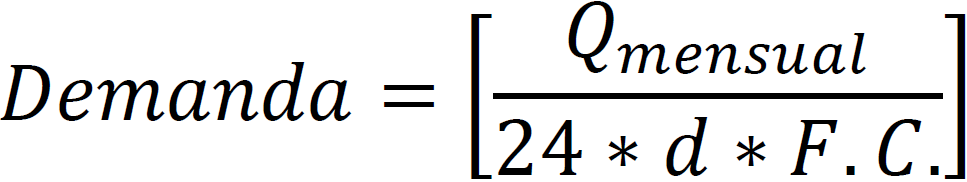 Demanda = [Q_mensual / 24 * d * F.C.]